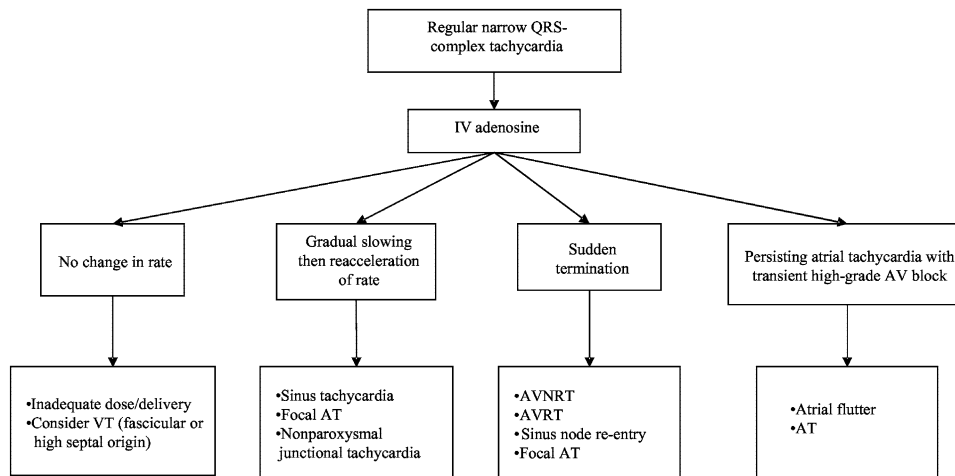 Regular narrow QRS-
complex tachycardia
IV adenosine
No change in rate
Gradual slowing
then reacceleration
of rate
Sudden
termination
Persisting atrial tachycardia with
transient high-grade AV block
•Inadequate dose/delivery
•Consider VT (fascicular or
high septal origin)
•Sinus tachycardia
•Focal AT
•Nonparoxysmal
junctional tachycardia
•AVNRT
•AVRT
•Sinus node re-entry
•Focal AT
•Atrial flutter
•AT